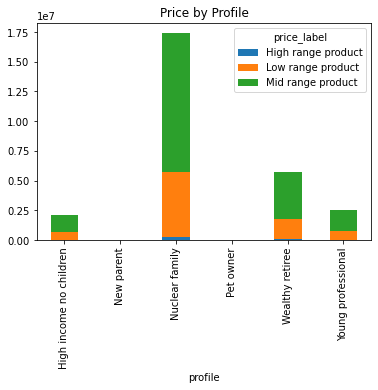 Price by Profile
1e7
price_label
High range product
Low range product
Mid range product
1.75
1.50
1.25
1.00
0.75
0.50
0.25
0.00
High income no children
New parent
Nuclear family
Pet owner
Wealthy retiree
Young professional
profile